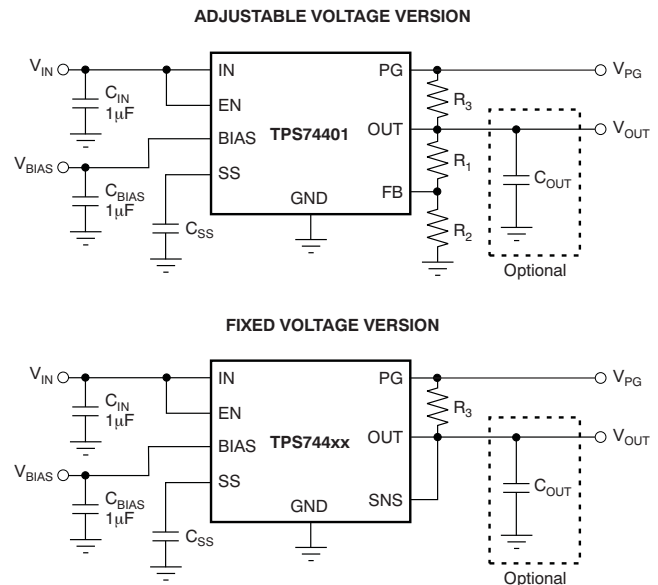 ADJUSTABLE VOLTAGE VERSION
VIN
CIN
1μF
VBIAS
CBIAS
1μF
CSS
IN
EN
BIAS
SS
TPS74401
GND
PG
OUT
FB
R3
R1
R2
VPG
VOUT
COUT
Optional
FIXED VOLTAGE VERSION
VIN
CIN
1μF
VBIAS
CBIAS
1μF
CSS
IN
EN
BIAS
SS
TPS744xx
GND
PG
OUT
SNS
R3
VPG
VOUT
COUT
Optional